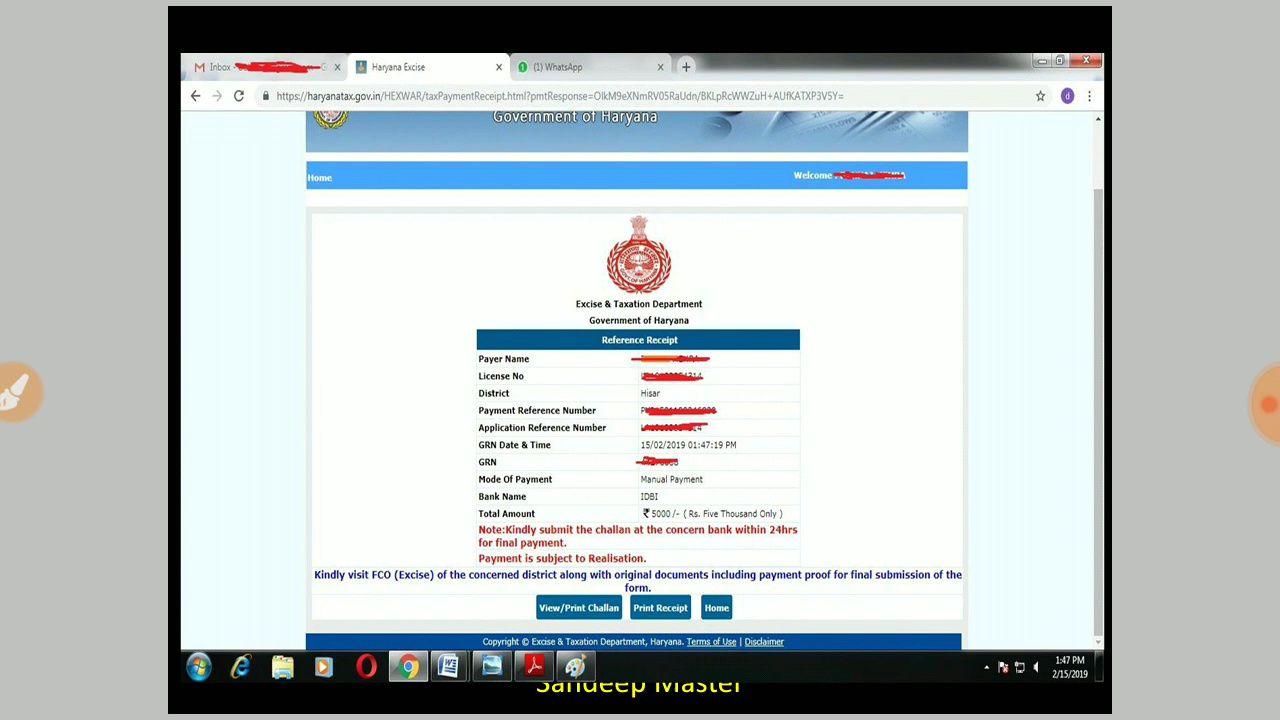 Inbox -
Haryana Excise
(1) WhatsApp
https://haryanatax.gov.in/HEXWAR/taxPaymentReceipt.html?pmtResponse=OlkM9eXNmRV05RaUdn/BKLpRcWWZuH+AUfKATXP3V5Y=
d
Government of Haryana
Home
Welcome
Excise & Taxation Department
Government of Haryana
Reference Receipt
Payer Name
License No
District Hisar
Payment Reference Number
Application Reference Number
GRN Date & Time 15/02/2019 01:47:19 PM
GRN
Mode Of Payment Manual Payment
Bank Name IDBI
Total Amount ₹ 5000 /- ( Rs. Five Thousand Only )
Note:Kindly submit the challan at the concern bank within 24hrs
for final payment.
Payment is subject to Realisation.
Kindly visit FCO (Excise) of the concerned district along with original documents including payment proof for final submission of the
form.
View/Print Challan Print Receipt Home
Copyright © Excise & Taxation Department, Haryana. Terms of Use | Disclaimer
1:47 PM
2/15/2019
Sandeep Master